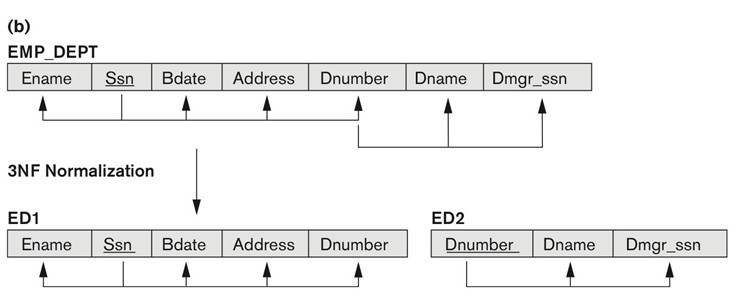 (b)
EMP_DEPT
Ename Ssn Bdate Address Dnumber Dname Dmgr_ssn
3NF Normalization
ED1 ED2
Ename Ssn Bdate Address Dnumber Dnumber Dname Dmgr_ssn